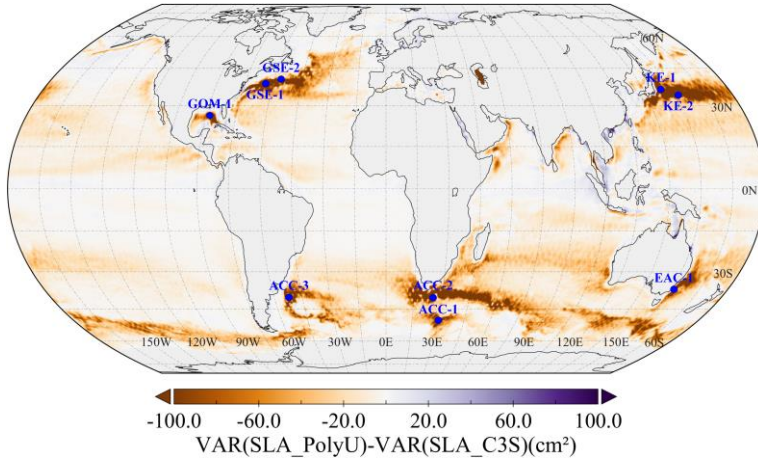 60N
GSE-2
GSE-1
KE-1
KE-2
GOM-1
30N
0N
30S
ACC-3
ACC-2
EAC-1
ACC-1
150W 120W 90W 60W 30W 0E 30E 60E 90E 120E 150E 60S
-100.0 -60.0 -20.0 20.0 60.0 100.0
VAR(SLA_PolyU)-VAR(SLA_C3S)(cm²)